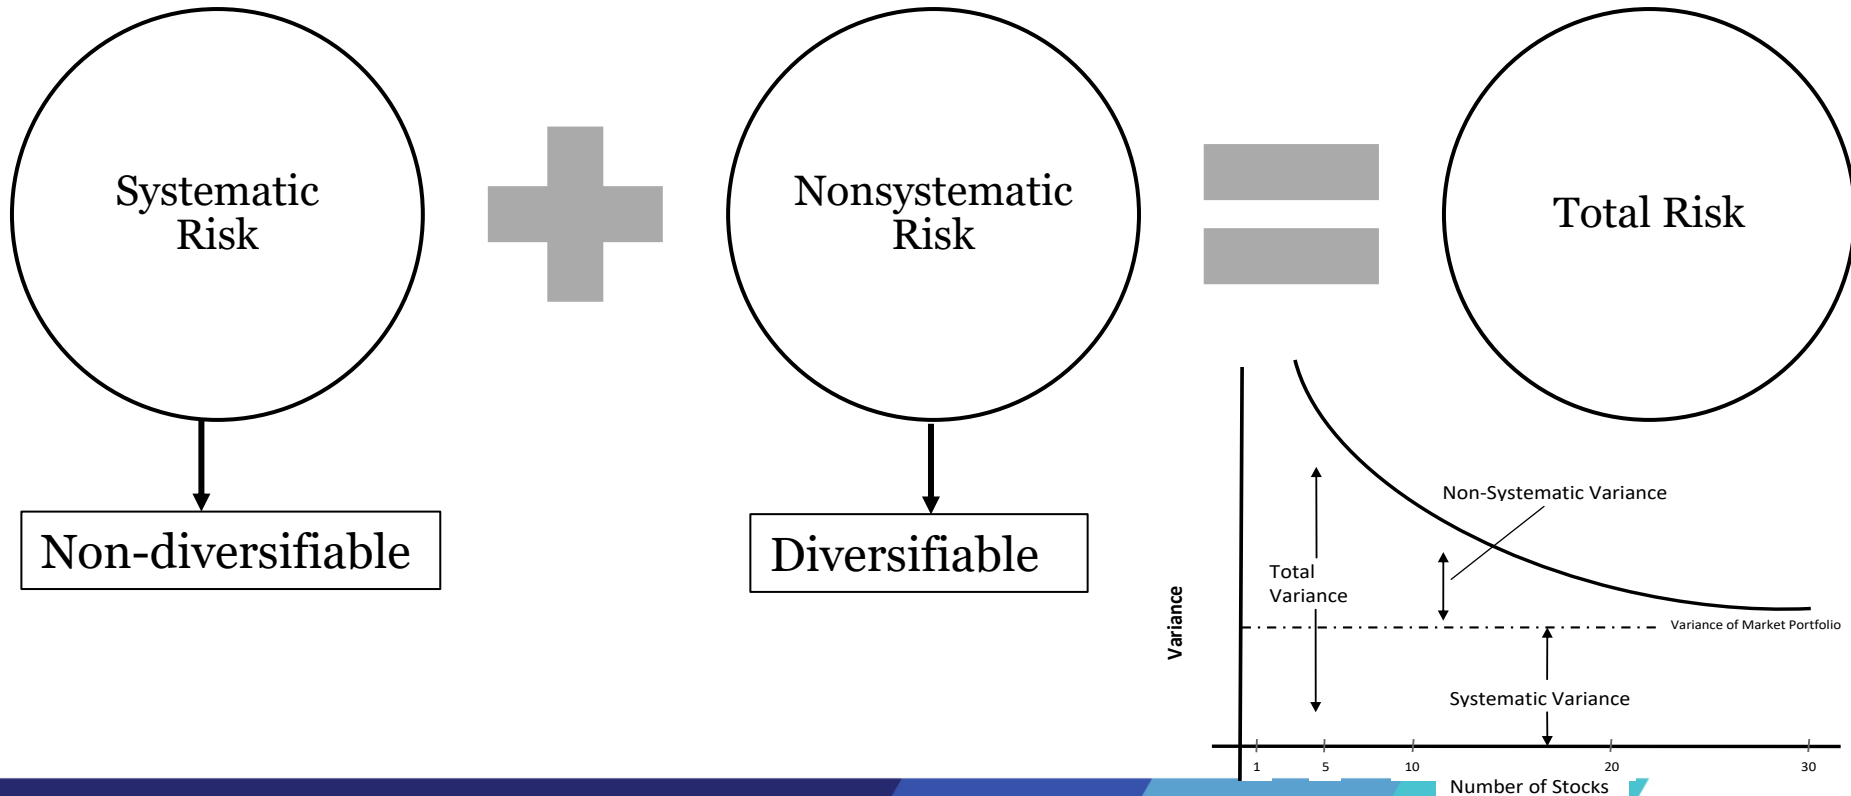 Systematic
Risk
Nonsystematic
Risk
Total Risk
Non-diversifiable
Diversifiable
Non-Systematic Variance
Total
Variance
Variance
Variance of Market Portfolio
Systematic Variance
1 5 10 20 30
Number of Stocks